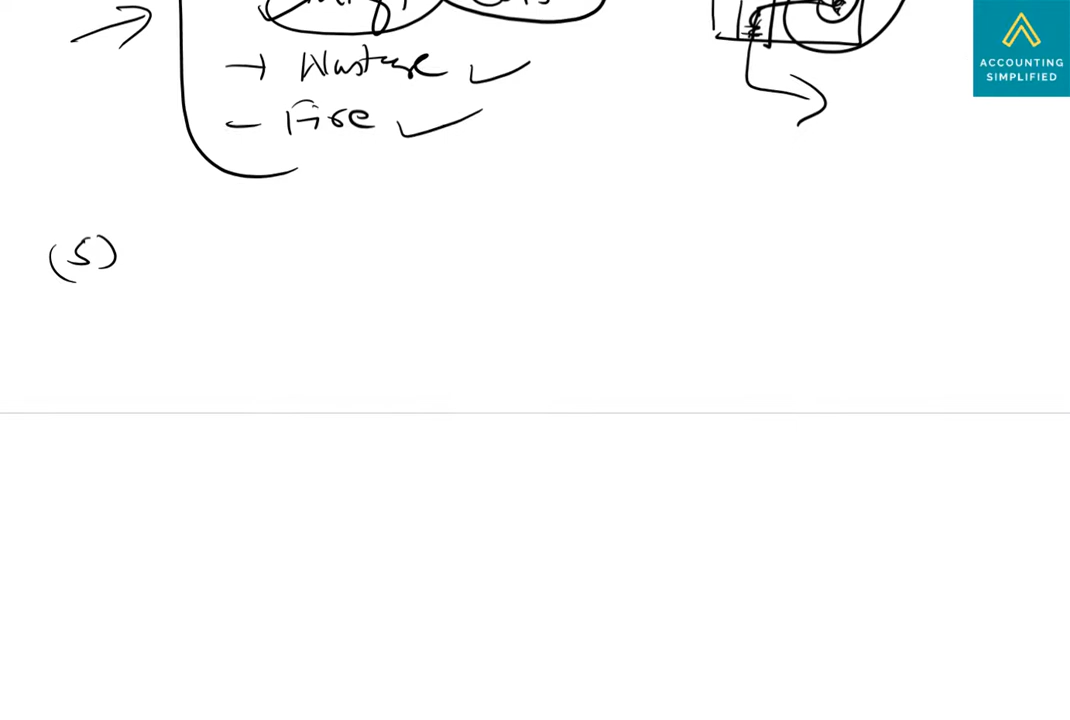 → Wastage ✓
ACCOUNTING
SIMPLIFIED
- Fire ✓
(5)